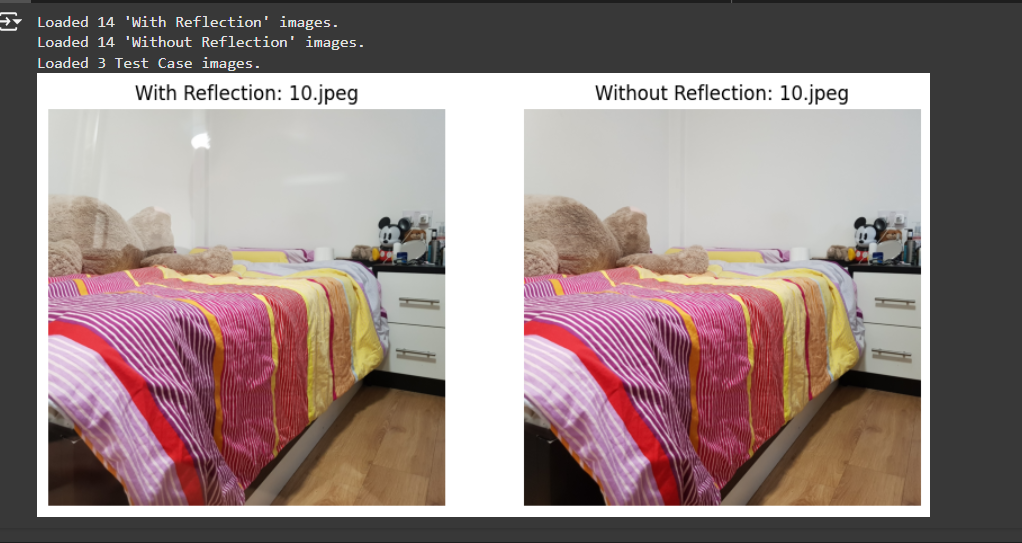 Loaded 14 'With Reflection' images.
Loaded 14 'Without Reflection' images.
Loaded 3 Test Case images.
With Reflection: 10.jpeg
Without Reflection: 10.jpeg